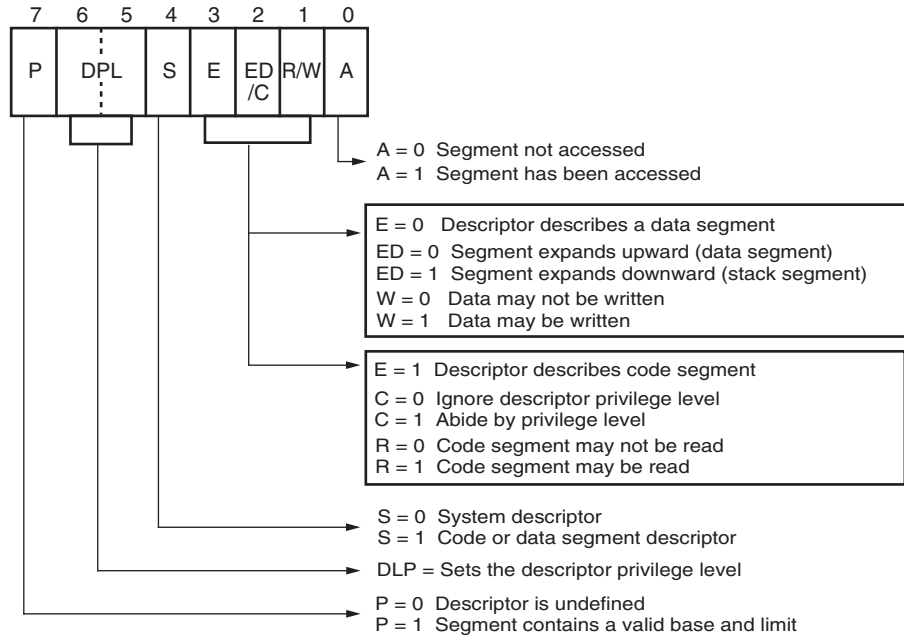 7 6 5 4 3 2 1 0
P DPL S E ED /C R/W A
A = 0 Segment not accessed
A = 1 Segment has been accessed
E = 0 Descriptor describes a data segment
ED = 0 Segment expands upward (data segment)
ED = 1 Segment expands downward (stack segment)
W = 0 Data may not be written
W = 1 Data may be written
E = 1 Descriptor describes code segment
C = 0 Ignore descriptor privilege level
C = 1 Abide by privilege level
R = 0 Code segment may not be read
R = 1 Code segment may be read
S = 0 System descriptor
S = 1 Code or data segment descriptor
DLP = Sets the descriptor privilege level
P = 0 Descriptor is undefined
P = 1 Segment contains a valid base and limit